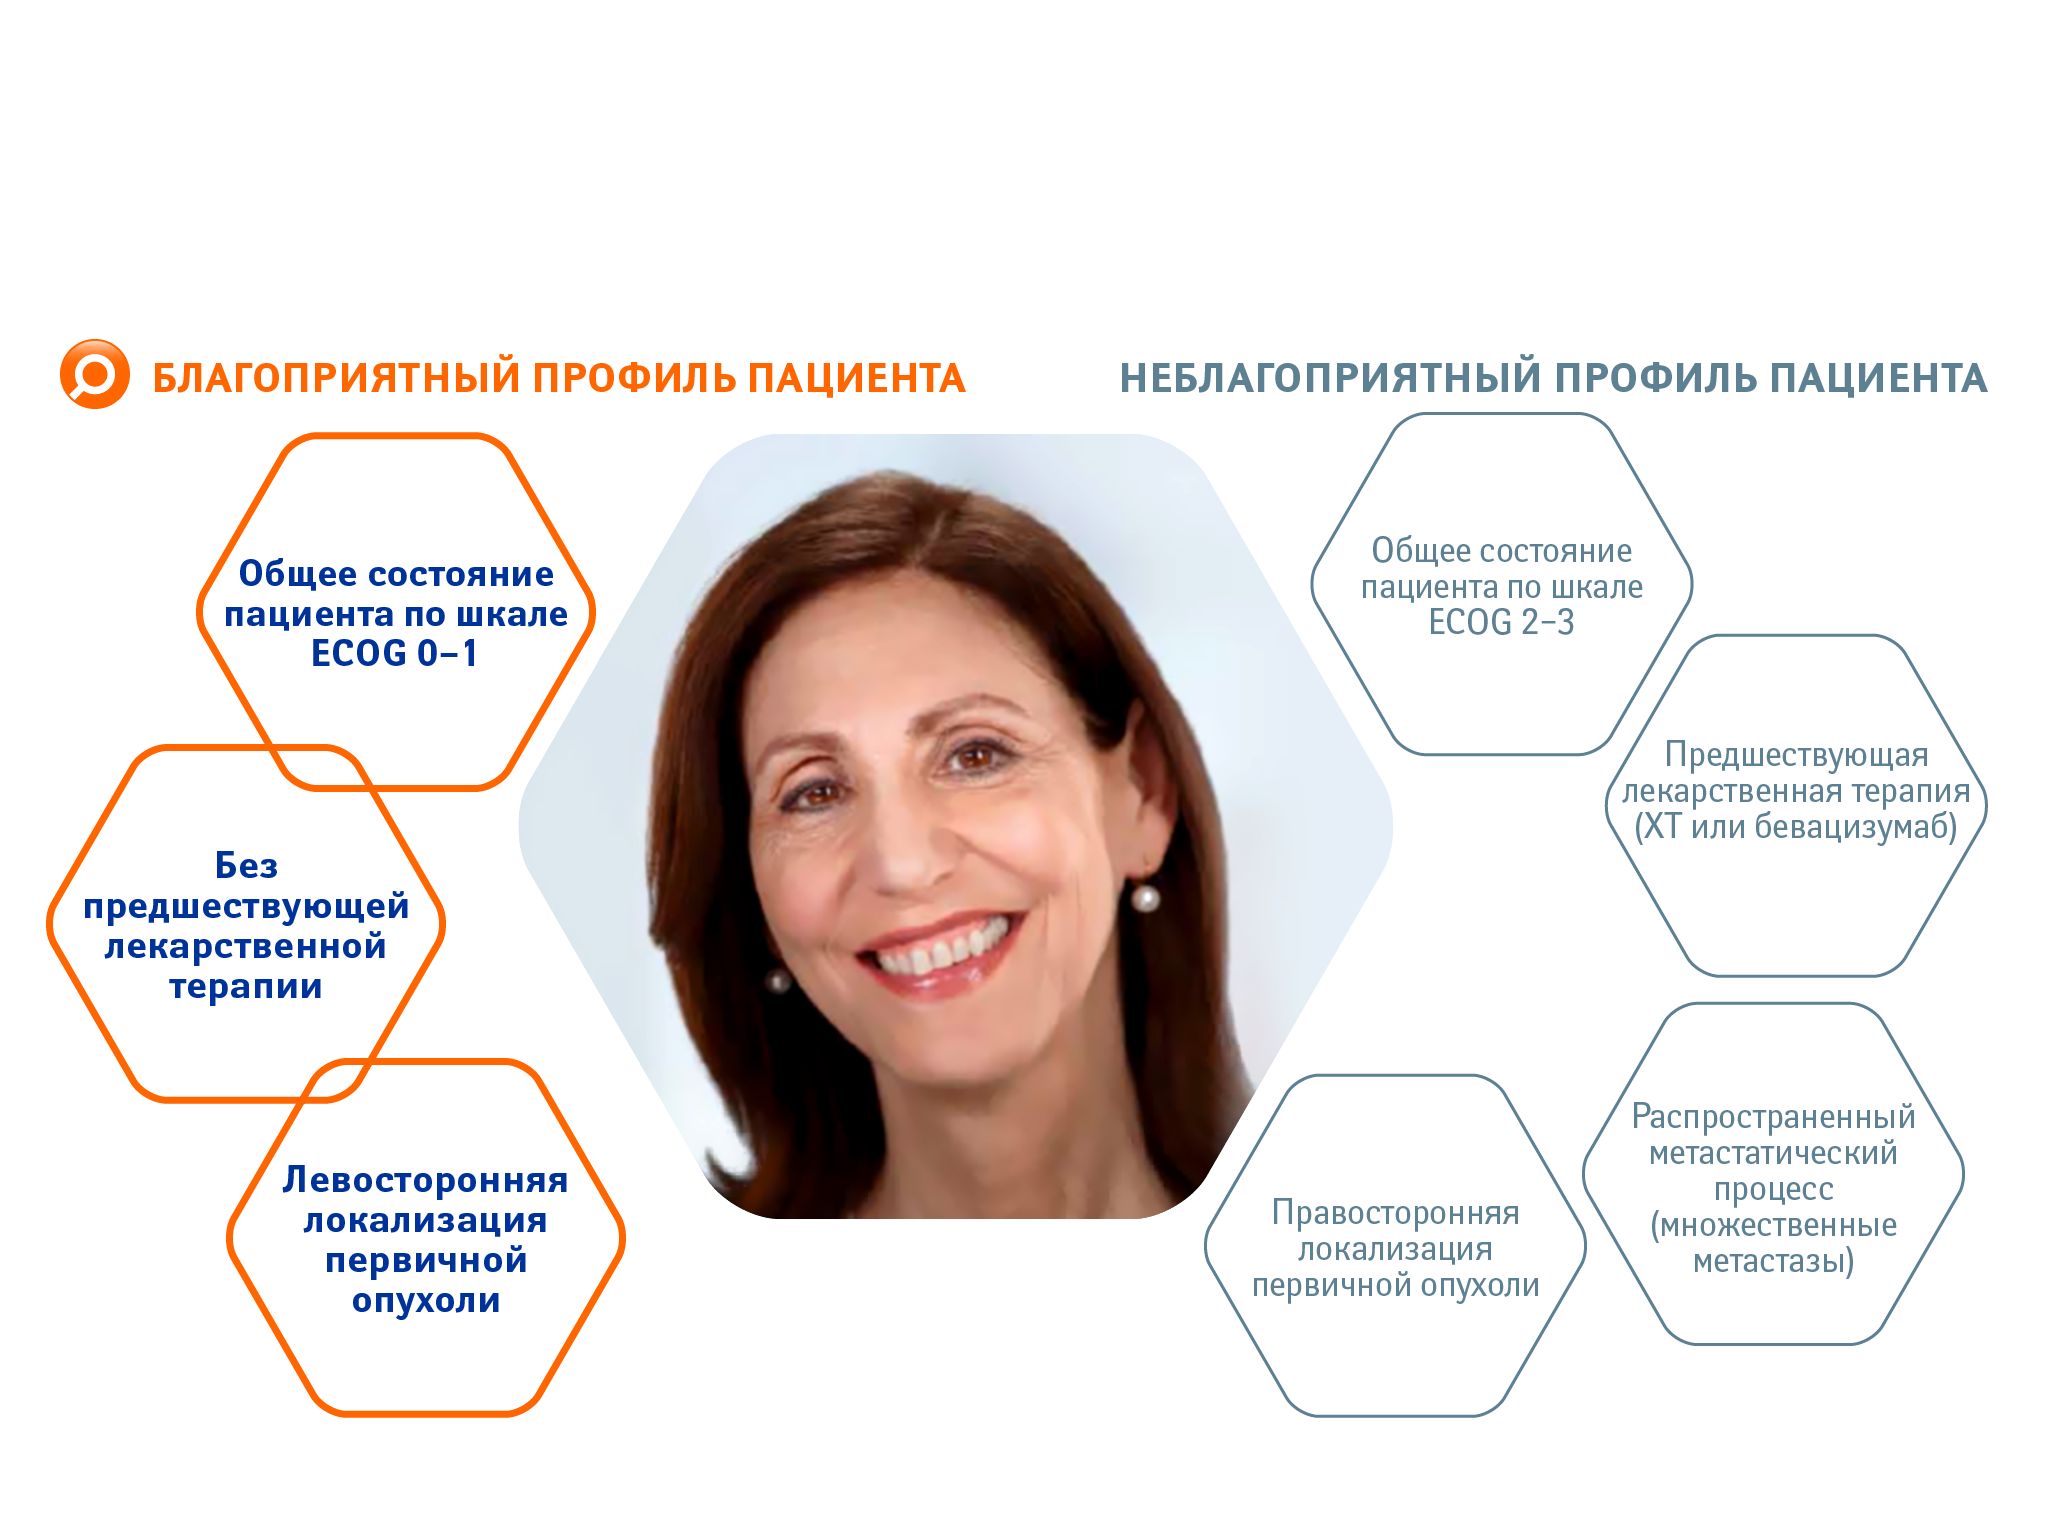 БЛАГОПРИЯТНЫЙ ПРОФИЛЬ ПАЦИЕНТА
Общее состояние
пациента по шкале
ECOG 0–1
Без
предшествующей
лекарственной
терапии
Левосторонняя
локализация
первичной
опухоли
НЕБЛАГОПРИЯТНЫЙ ПРОФИЛЬ ПАЦИЕНТА
Общее состояние
пациента по шкале
ECOG 2–3
Предшествующая
лекарственная терапия
(ХТ или бевацизумаб)
Распространенный
метастатический
процесс
(множественные
метастазы)
Правосторонняя
локализация
первичной опухоли